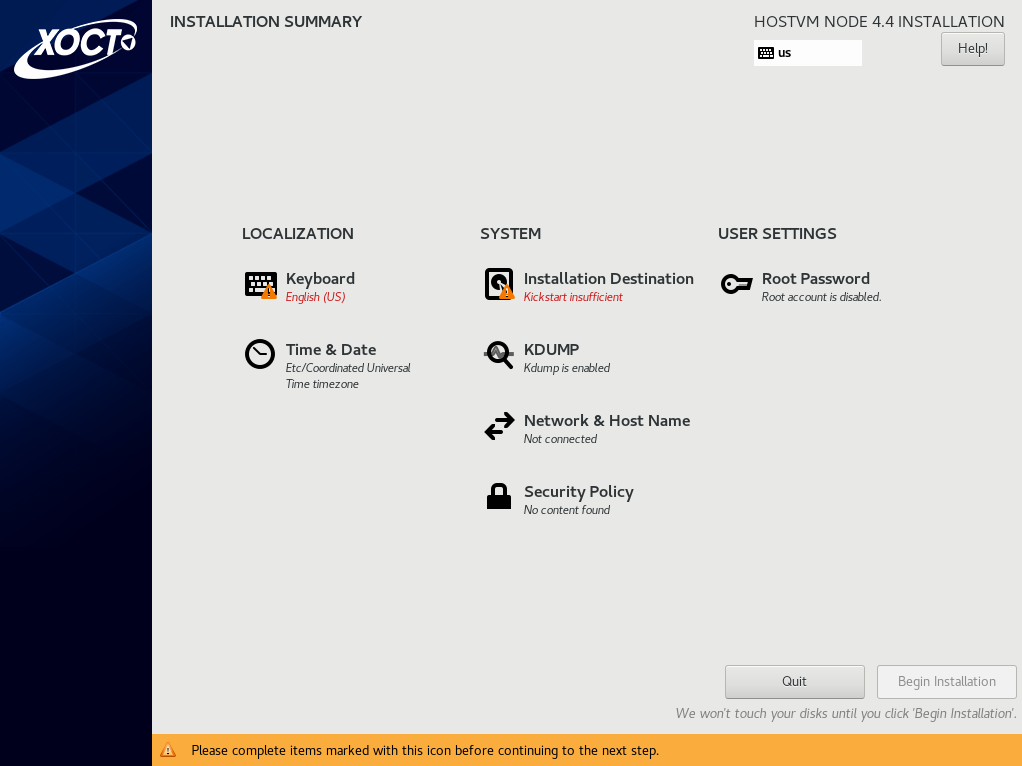 ХОСТ
INSTALLATION SUMMARY
HOSTVM NODE 4.4 INSTALLATION
us
Help!
LOCALIZATION
Keyboard
English (US)
Time & Date
Etc/Coordinated Universal
Time timezone
SYSTEM
Installation Destination
Kickstart insufficient
KDUMP
Kdump is enabled
Network & Host Name
Not connected
Security Policy
No content found
USER SETTINGS
Root Password
Root account is disabled.
Quit
Begin Installation
We won't touch your disks until you click 'Begin Installation'.
Please complete items marked with this icon before continuing to the next step.